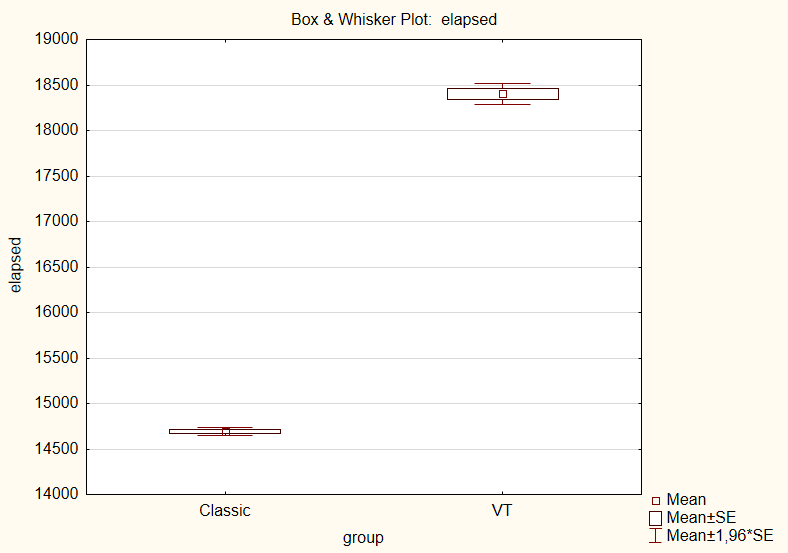 Box & Whisker Plot: elapsed
19000
18500
18000
17500
17000
16500
16000
15500
15000
14500
14000
elapsed
Classic
VT
group
Mean
Mean±SE
Mean±1,96*SE